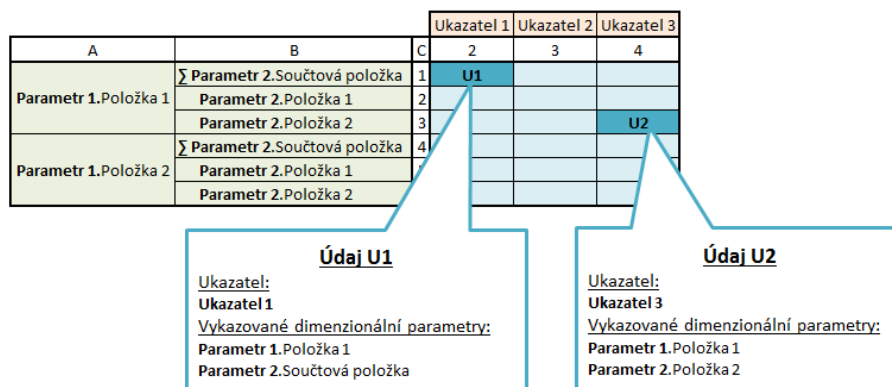 Ukazatel 1 Ukazatel 2 Ukazatel 3
A B C 2 3 4
∑ Parametr 2.Součtová položka 1 U1
Parametr 1.Položka 1 Parametr 2.Položka 1 2
Parametr 2.Položka 2 3 U2
∑ Parametr 2.Součtová položka 4
Parametr 1.Položka 2 Parametr 2.Položka 1
Parametr 2.Položka 2
Údaj U1
Ukazatel:
Ukazatel 1
Vykazované dimenzionální parametry:
Parametr 1.Položka 1
Parametr 2.Součtová položka
Údaj U2
Ukazatel:
Ukazatel 3
Vykazované dimenzionální parametry:
Parametr 1.Položka 1
Parametr 2.Položka 2